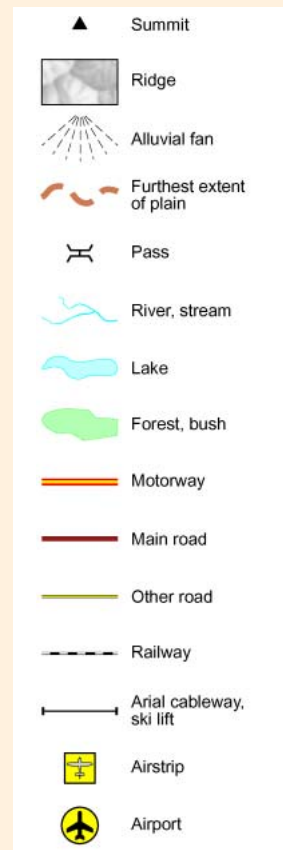 Summit
Ridge
Alluvial fan
Furthest extent
of plain
Pass
River, stream
Lake
Forest, bush
Motorway
Main road
Other road
Railway
Arial cableway,
ski lift
Airstrip
Airport